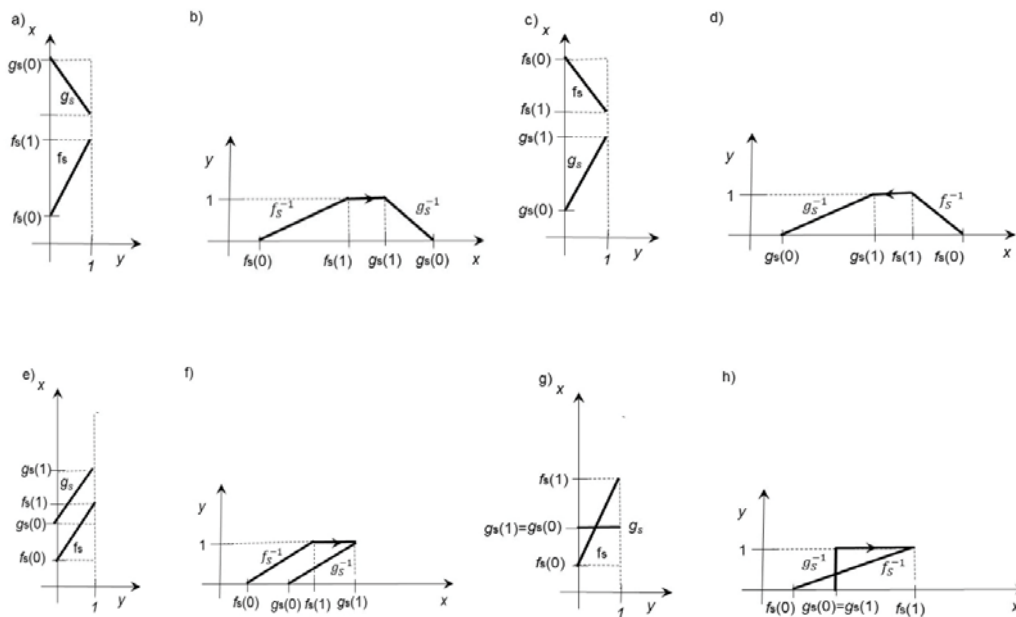 a)
x
gs(0)
gs
fs(1)
fs
fs(0)
1
y
b)
y
1
fs⁻¹
gs⁻¹
fs(0) fs(1) gs(1) gs(0) x
c)
x
fs(0)
fs
fs(1)
gs(1)
gs
gs(0)
1
y
d)
y
1
gs⁻¹
fs⁻¹
gs(0) gs(1) fs(1) fs(0) x
e)
x
gs(1)
gs
fs(1)
gs(0)
fs
fs(0)
1
y
f)
y
1
fs⁻¹
gs⁻¹
fs(0) gs(0) fs(1) gs(1) x
g)
x
fs(1)
gs(1)=gs(0) gs
fs
fs(0)
1
y
h)
y
1
gs⁻¹
fs⁻¹
fs(0) gs(0)=gs(1) fs(1) x